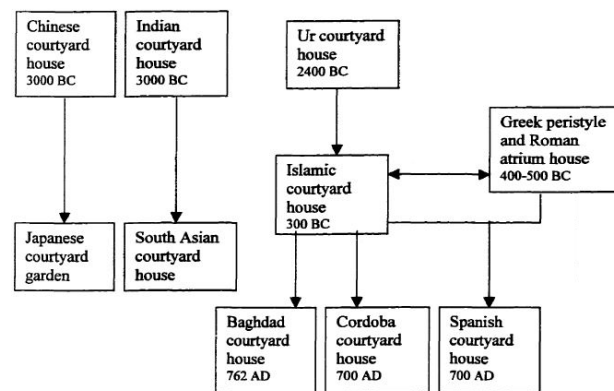 Chinese
courtyard
house
3000 BC
Indian
courtyard
house
3000 BC
Ur courtyard
house
2400 BC
Greek peristyle
and Roman
atrium house
400-500 BC
Islamic
courtyard
house
300 BC
Japanese
courtyard
garden
South Asian
courtyard
house
Baghdad
courtyard
house
762 AD
Cordoba
courtyard
house
700 AD
Spanish
courtyard
house
700 AD